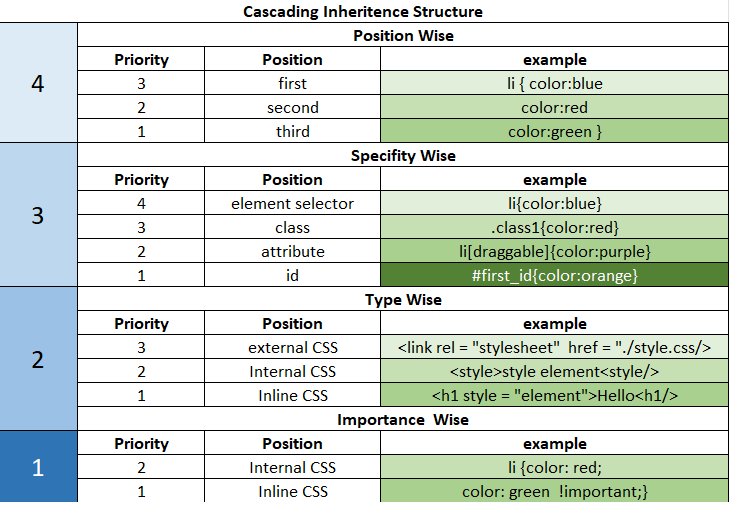 Cascading Inheritence Structure
4
Position Wise
Priority Position example
3 first li { color:blue
2 second color:red
1 third color:green }
3
Specifity Wise
Priority Position example
4 element selector li{color:blue}
3 class .class1{color:red}
2 attribute li[draggable]{color:purple}
1 id #first_id{color:orange}
2
Type Wise
Priority Position example
3 external CSS <link rel = "stylesheet" href = "./style.css/>
2 Internal CSS <style>style element<style/>
1 Inline CSS <h1 style = "element">Hello<h1/>
1
Importance Wise
Priority Position example
2 Internal CSS li {color: red;
1 Inline CSS color: green !important;}